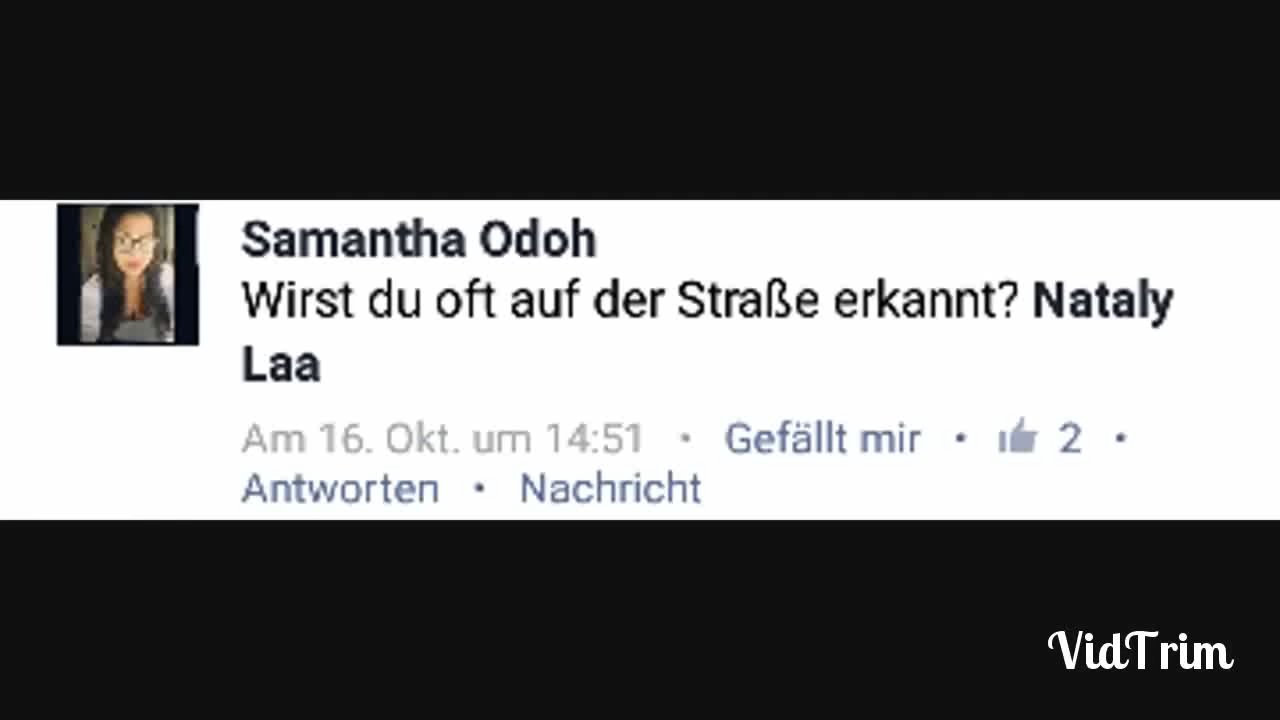 Samantha Odoh
Wirst du oft auf der Straße erkannt? Nataly
Laa
Am 16. Okt. um 14:51 • Gefällt mir • 2 •
Antworten • Nachricht
VidTrim